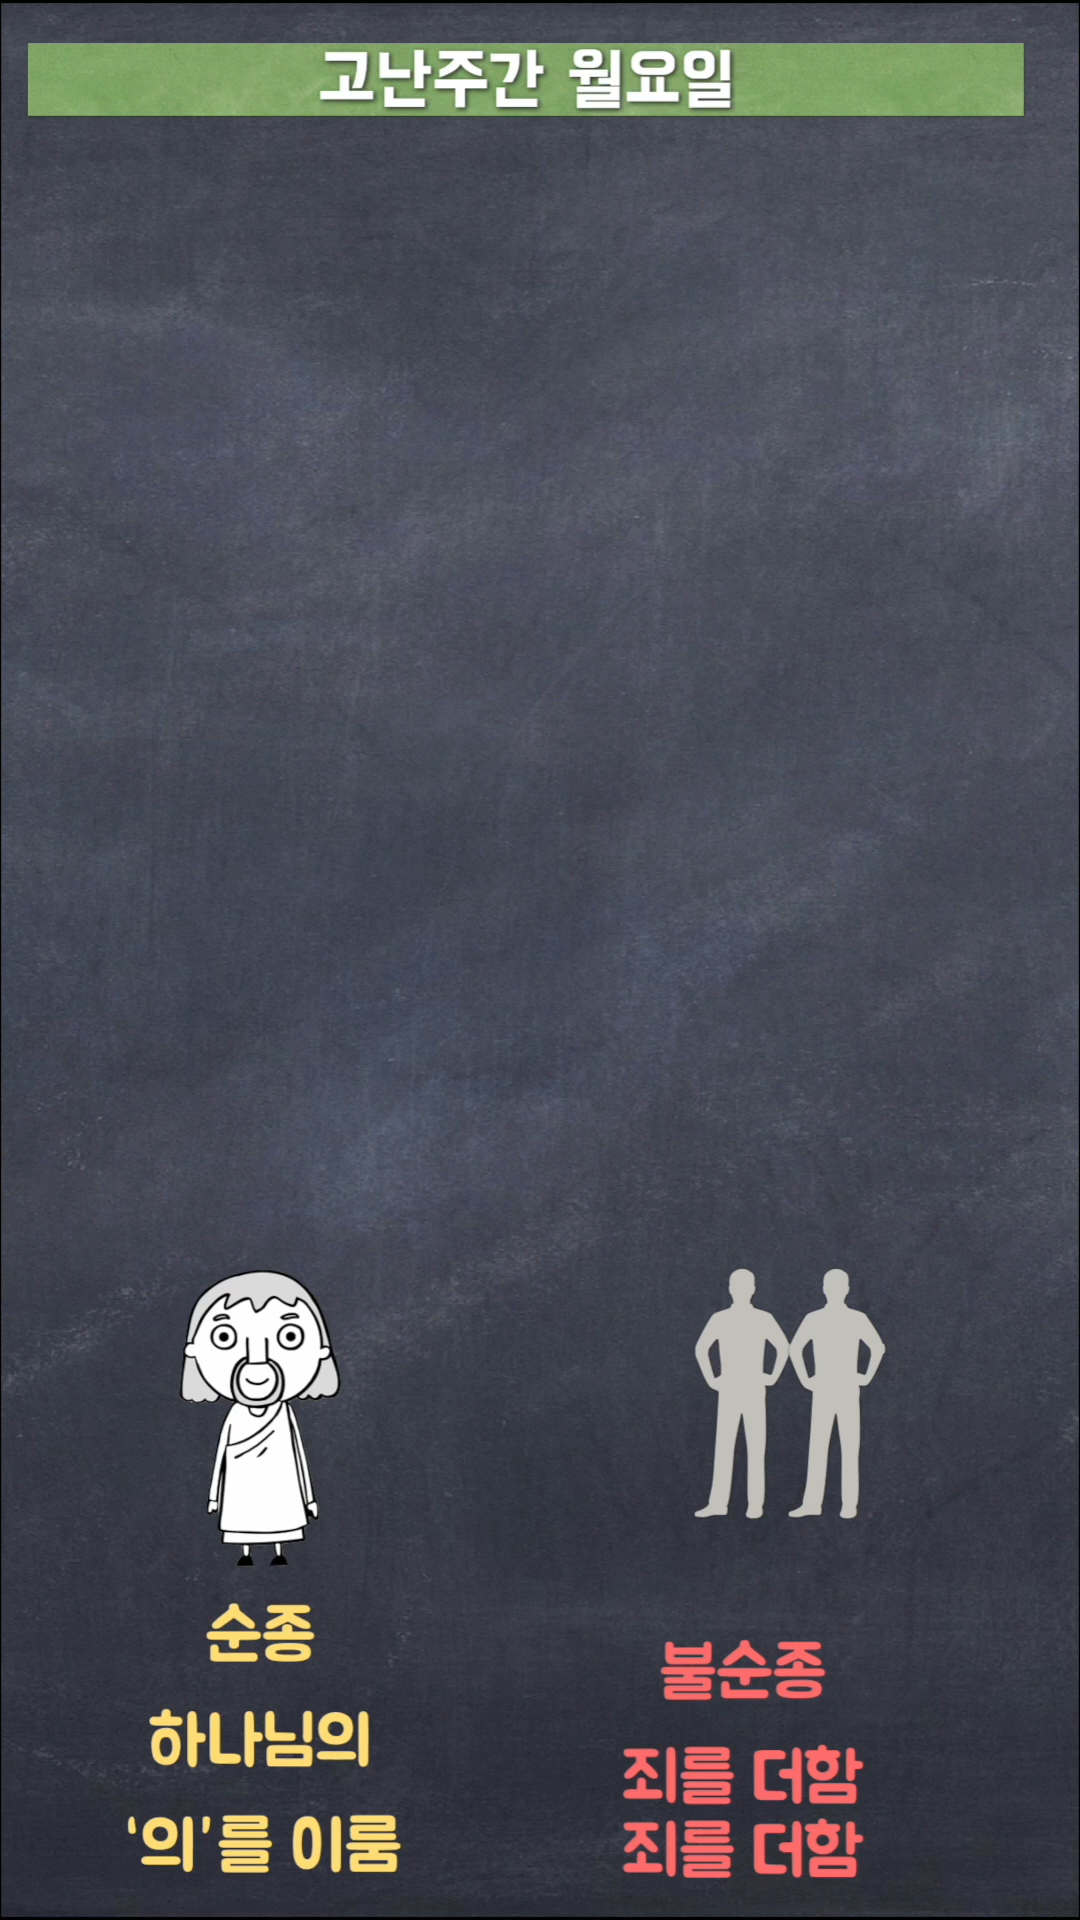 고난주간 월요일
순종
하나님의
‘의’를 이룸
불순종
죄를 더함
죄를 더함